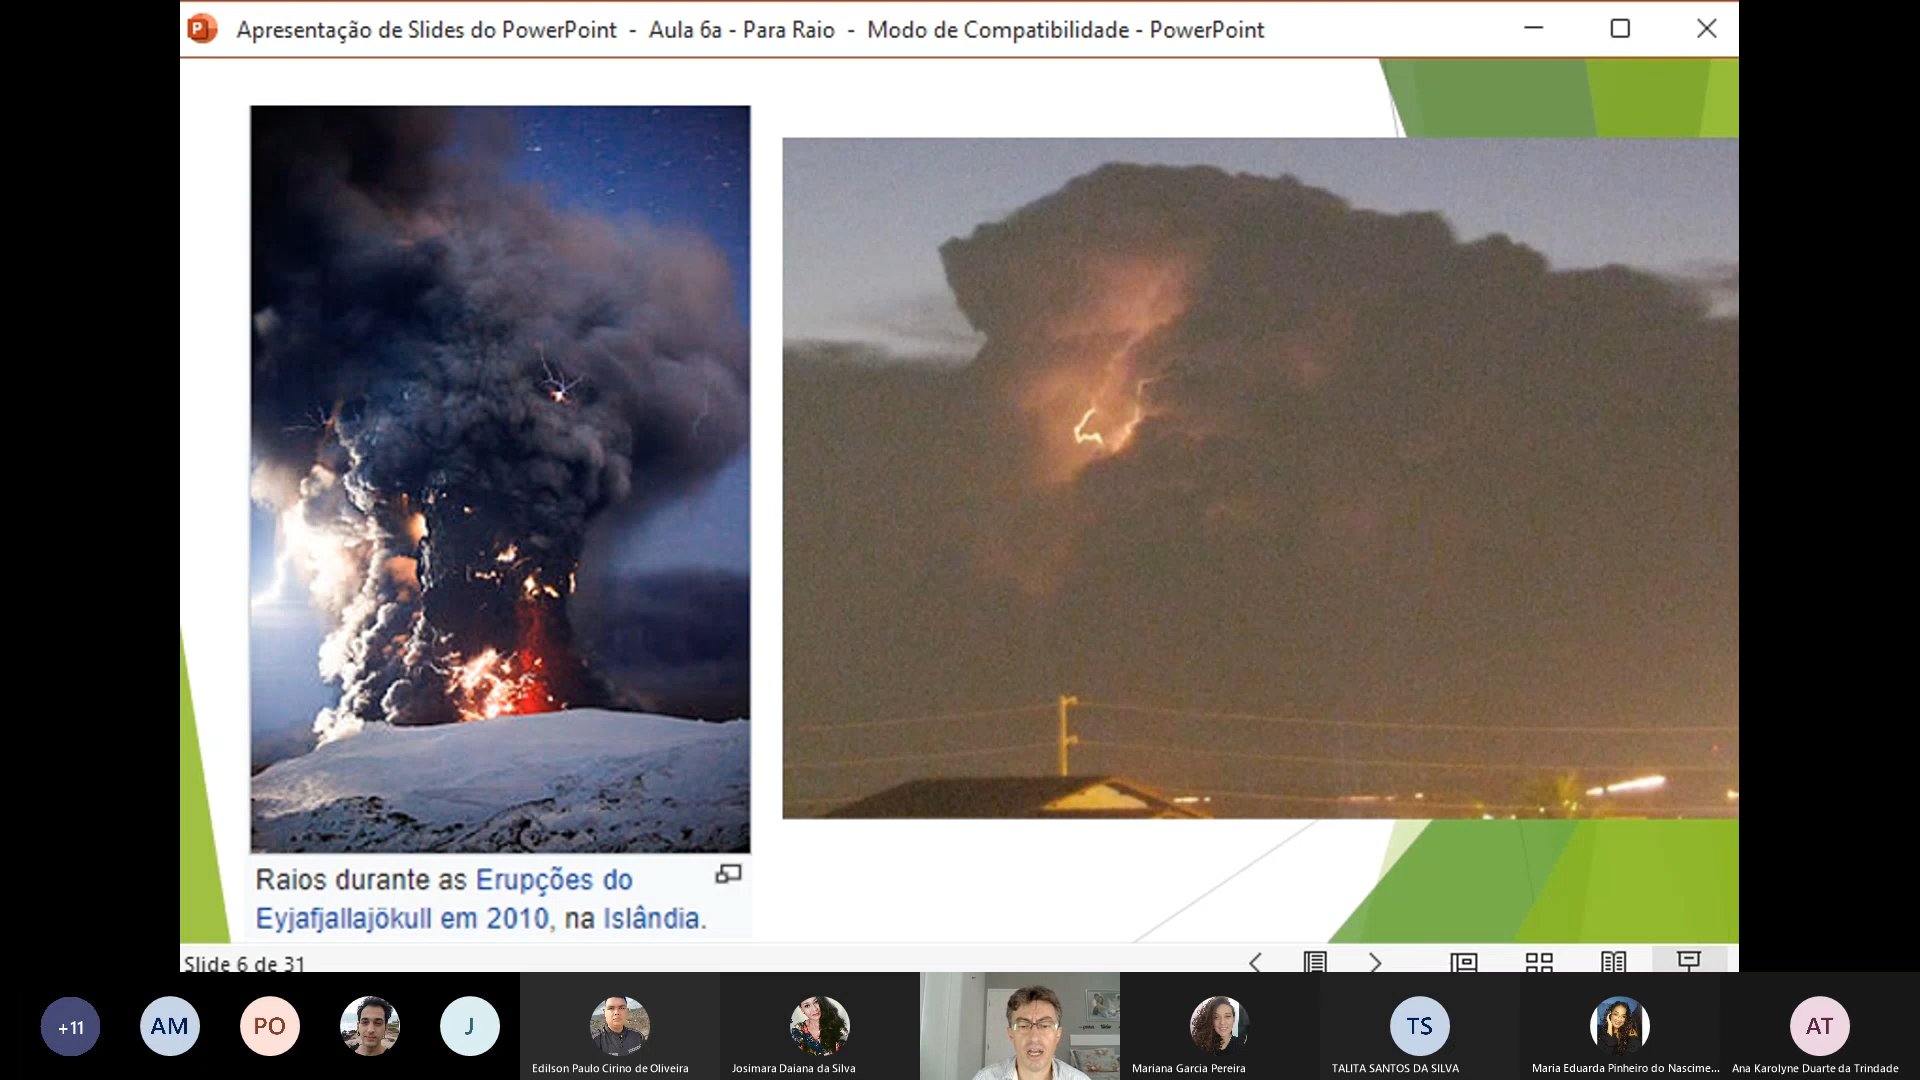 Apresentação de Slides do PowerPoint - Aula 6a - Para Raio - Modo de Compatibilidade - PowerPoint
Raios durante as Erupções do
Eyjafjallajökull em 2010, na Islândia.
Slide 6 de 31
+11
AM
PO
J
TS
AT
Edilson Paulo Cirino de Oliveira
Josimara Daiana da Silva
Mariana Garcia Pereira
TALITA SANTOS DA SILVA
Maria Eduarda Pinheiro do Nascime...
Ana Karolyne Duarte da Trindade